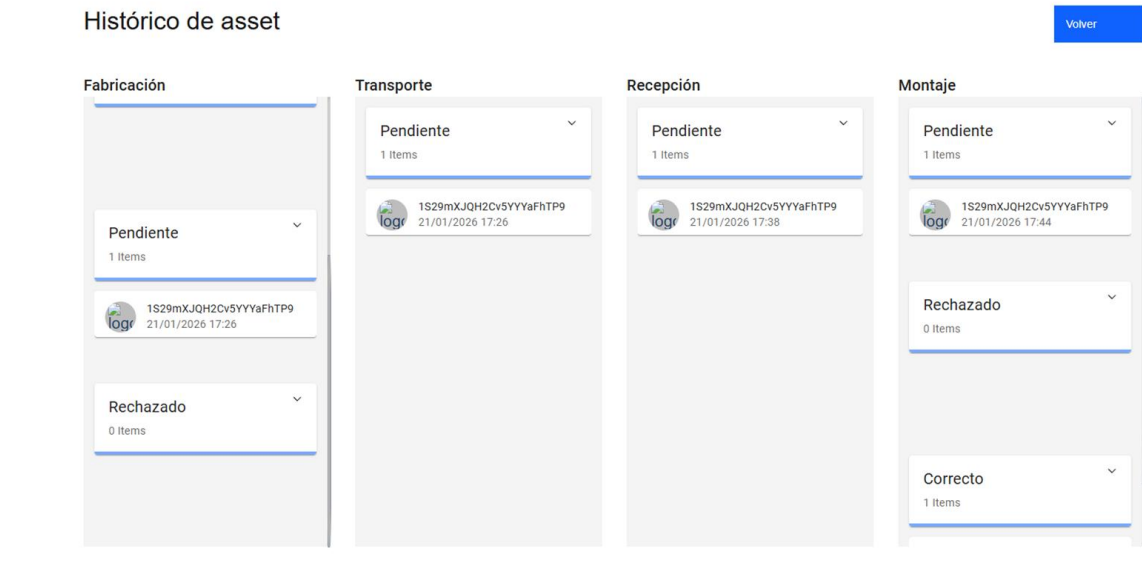 Histórico de asset
Volver
Fabricación
Pendiente
1 Items
1S29mXJQH2Cv5YYYaFhTP9
21/01/2026 17:26
Rechazado
0 Items
Transporte
Pendiente
1 Items
1S29mXJQH2Cv5YYYaFhTP9
21/01/2026 17:26
Recepción
Pendiente
1 Items
1S29mXJQH2Cv5YYYaFhTP9
21/01/2026 17:38
Montaje
Pendiente
1 Items
1S29mXJQH2Cv5YYYaFhTP9
21/01/2026 17:44
Rechazado
0 Items
Correcto
1 Items